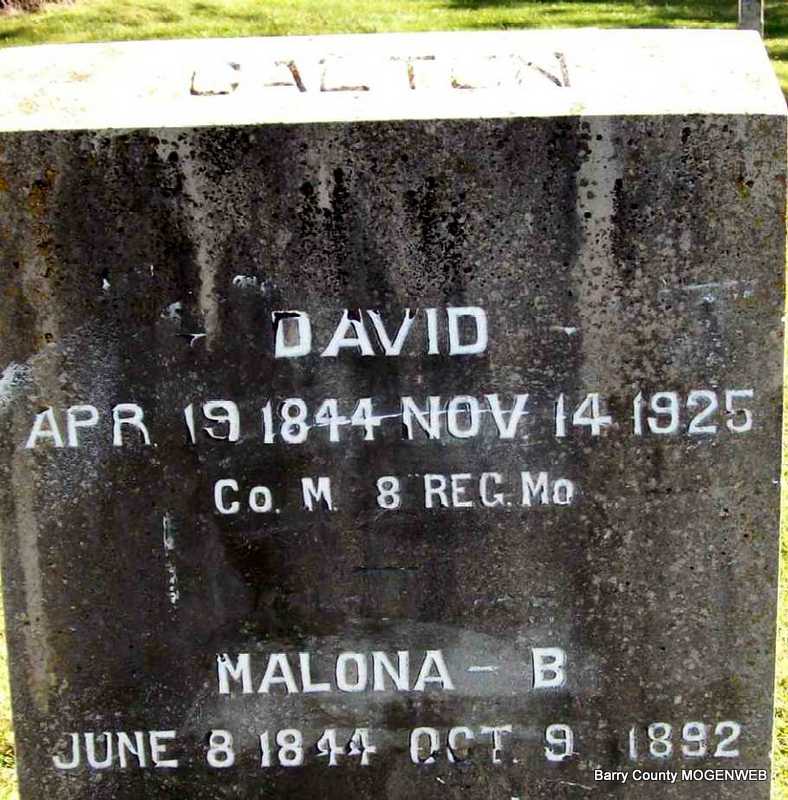 DALTON
DAVID
APR. 19 1844 - NOV 14 1925
Co. M. 8 REG. Mo
MALONA - B
JUNE 8 1844 OCT. 9 1892
Barry County MOGENWEB